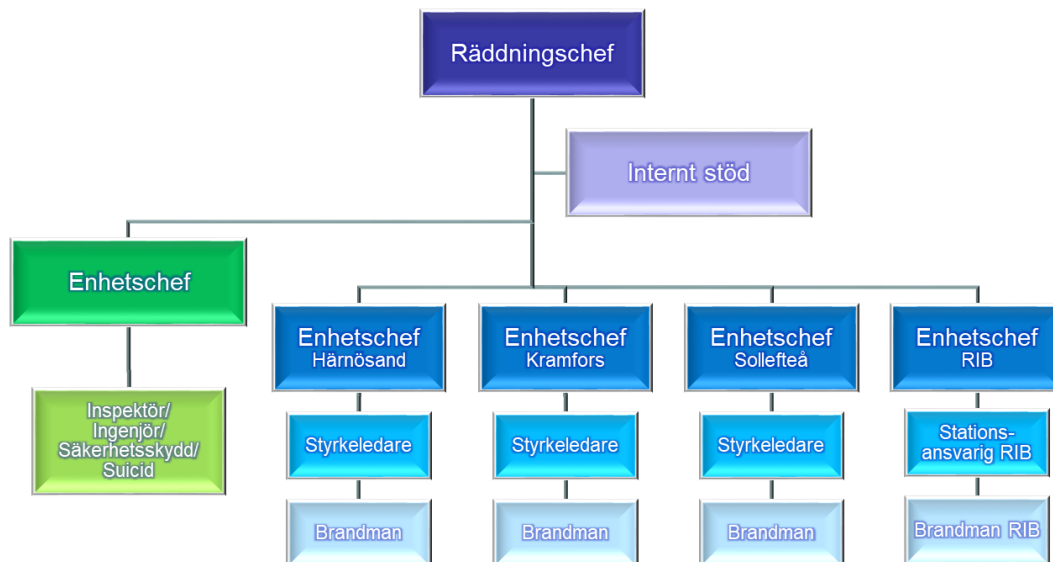 Räddningschef
Internt stöd
Enhetschef
Inspektör/
Ingenjör/
Säkerhetsskydd/
Suicid
Enhetschef
Härnösand
Enhetschef
Kramfors
Enhetschef
Sollefteå
Enhetschef
RIB
Styrkeledare
Styrkeledare
Styrkeledare
Stations-
ansvarig RIB
Brandman
Brandman
Brandman
Brandman RIB